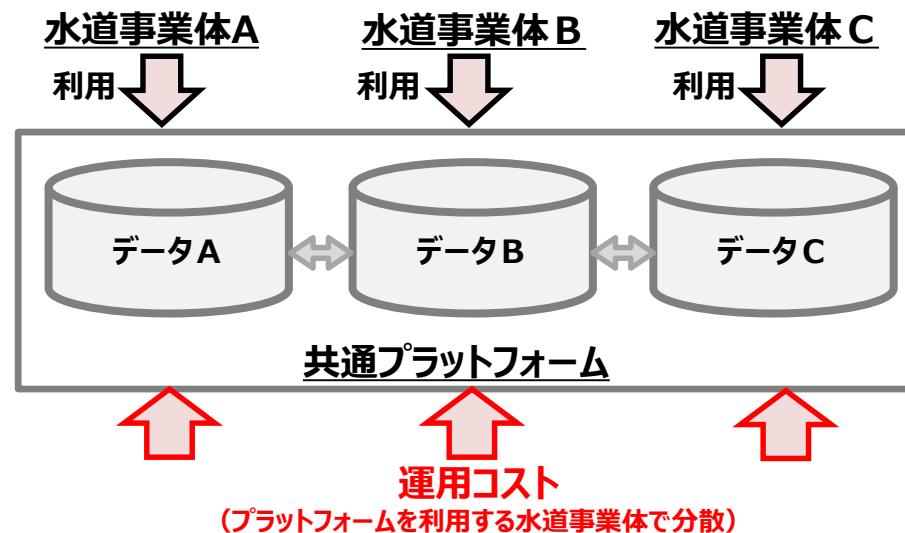 水道事業体A 水道事業体B 水道事業体C
利用 利用 利用
データA データB データC
共通プラットフォーム
運用コスト
（プラットフォームを利用する水道事業体で分散）